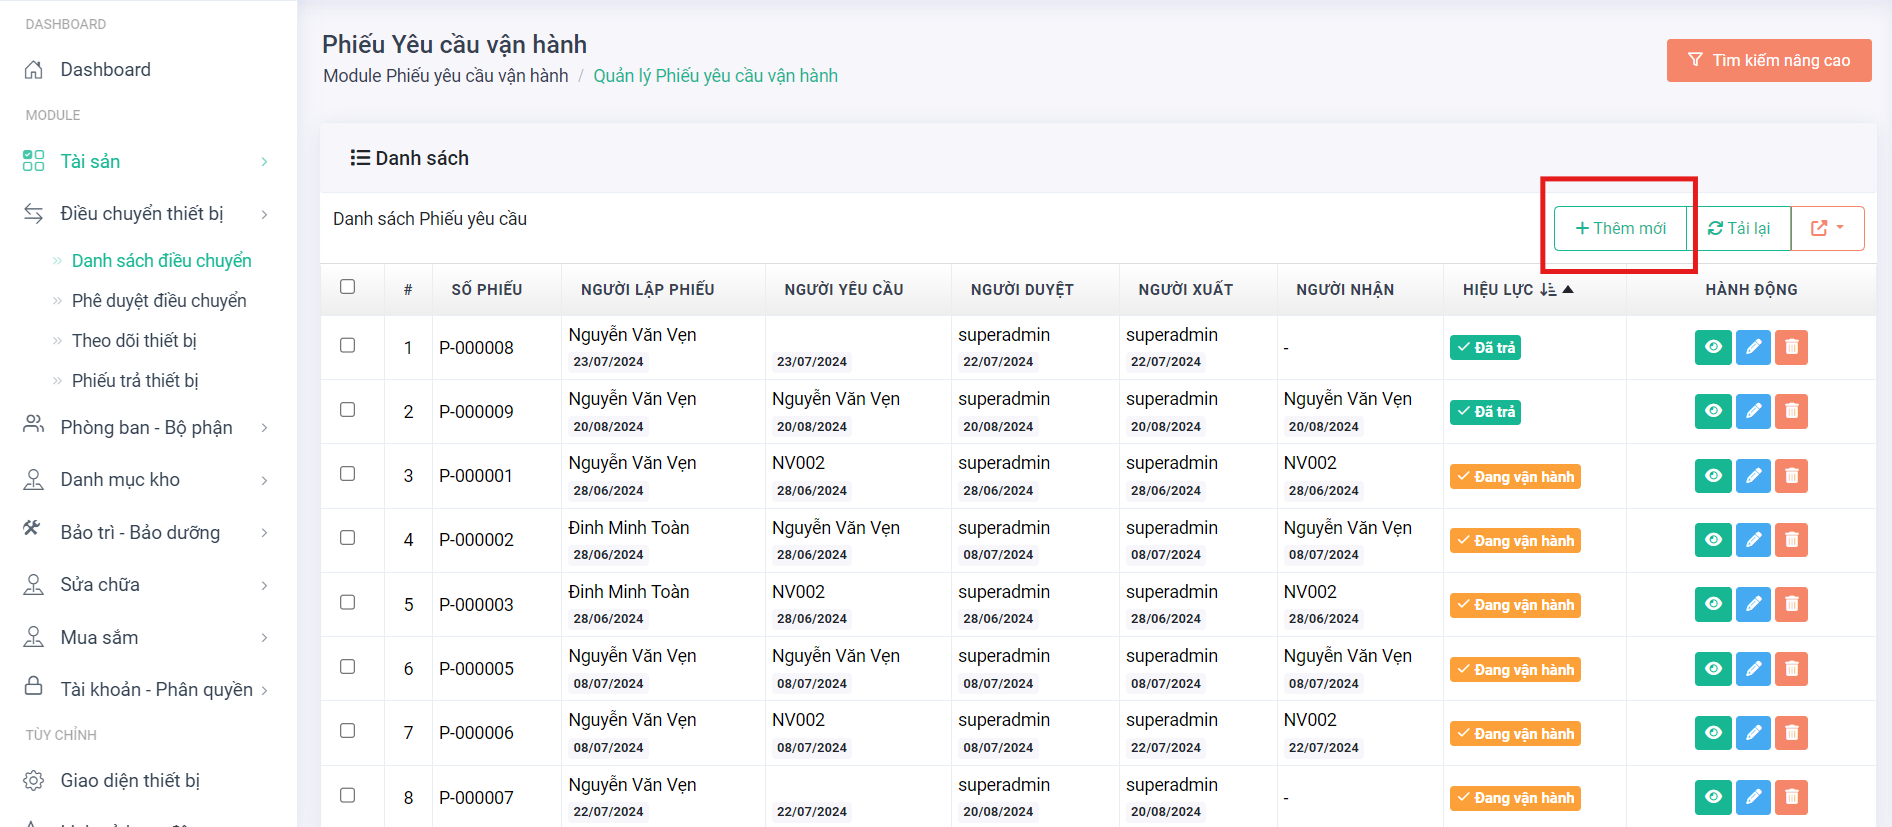 DASHBOARD
Dashboard
MODULE
Tài sản
Điều chuyển thiết bị
Danh sách điều chuyển
Phê duyệt điều chuyển
Theo dõi thiết bị
Phiếu trả thiết bị
Phòng ban - Bộ phận
Danh mục kho
Bảo trì - Bảo dưỡng
Sửa chữa
Mua sắm
Tài khoản - Phân quyền
TÙY CHỈNH
Giao diện thiết bị
Phiếu Yêu cầu vận hành
Module Phiếu yêu cầu vận hành / Quản lý Phiếu yêu cầu vận hành
Tìm kiếm nâng cao
Danh sách
Danh sách Phiếu yêu cầu
Thêm mới Tải lại
# SỐ PHIẾU NGƯỜI LẬP PHIẾU NGƯỜI YÊU CẦU NGƯỜI DUYỆT NGƯỜI XUẤT NGƯỜI NHẬN HIỆU LỰC HÀNH ĐỘNG
1 P-000008 Nguyễn Văn Vẹn superadmin superadmin - Đã trả
23/07/2024 23/07/2024 22/07/2024 22/07/2024
2 P-000009 Nguyễn Văn Vẹn Nguyễn Văn Vẹn superadmin superadmin Nguyễn Văn Vẹn Đã trả
20/08/2024 20/08/2024 20/08/2024 20/08/2024 20/08/2024
3 P-000001 Nguyễn Văn Vẹn NV002 superadmin superadmin NV002 Đang vận hành
28/06/2024 28/06/2024 28/06/2024 28/06/2024 28/06/2024
4 P-000002 Đinh Minh Toàn Nguyễn Văn Vẹn superadmin superadmin Nguyễn Văn Vẹn Đang vận hành
28/06/2024 28/06/2024 08/07/2024 08/07/2024 08/07/2024
5 P-000003 Đinh Minh Toàn NV002 superadmin superadmin NV002 Đang vận hành
28/06/2024 28/06/2024 28/06/2024 28/06/2024 28/06/2024
6 P-000005 Nguyễn Văn Vẹn Nguyễn Văn Vẹn superadmin superadmin Nguyễn Văn Vẹn Đang vận hành
08/07/2024 08/07/2024 08/07/2024 08/07/2024 08/07/2024
7 P-000006 Nguyễn Văn Vẹn NV002 superadmin superadmin NV002 Đang vận hành
08/07/2024 08/07/2024 08/07/2024 22/07/2024 22/07/2024
8 P-000007 Nguyễn Văn Vẹn superadmin superadmin - Đang vận hành
22/07/2024 22/07/2024 20/08/2024 20/08/2024